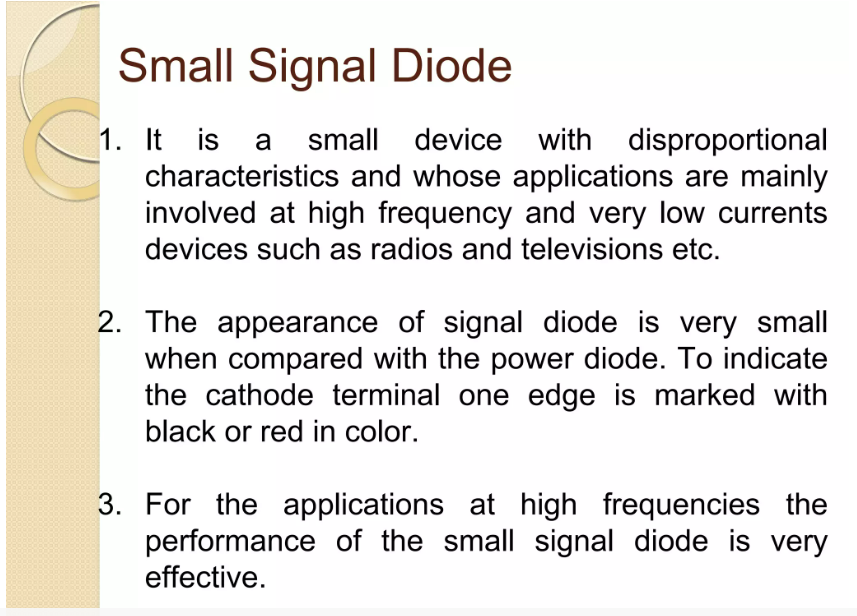 Small Signal Diode
1. It is a small device with disproportional
characteristics and whose applications are mainly
involved at high frequency and very low currents
devices such as radios and televisions etc.
2. The appearance of signal diode is very small
when compared with the power diode. To indicate
the cathode terminal one edge is marked with
black or red in color.
3. For the applications at high frequencies the
performance of the small signal diode is very
effective.